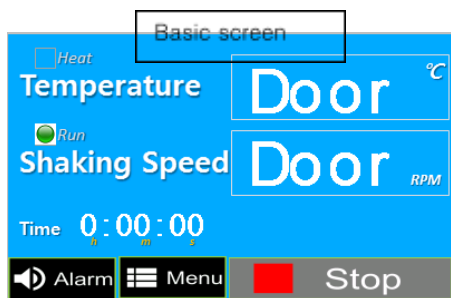 Basic screen
Heat
Temperature Door ℃
Run
Shaking Speed Door RPM
Time 0:00:00
h m s
Alarm Menu Stop